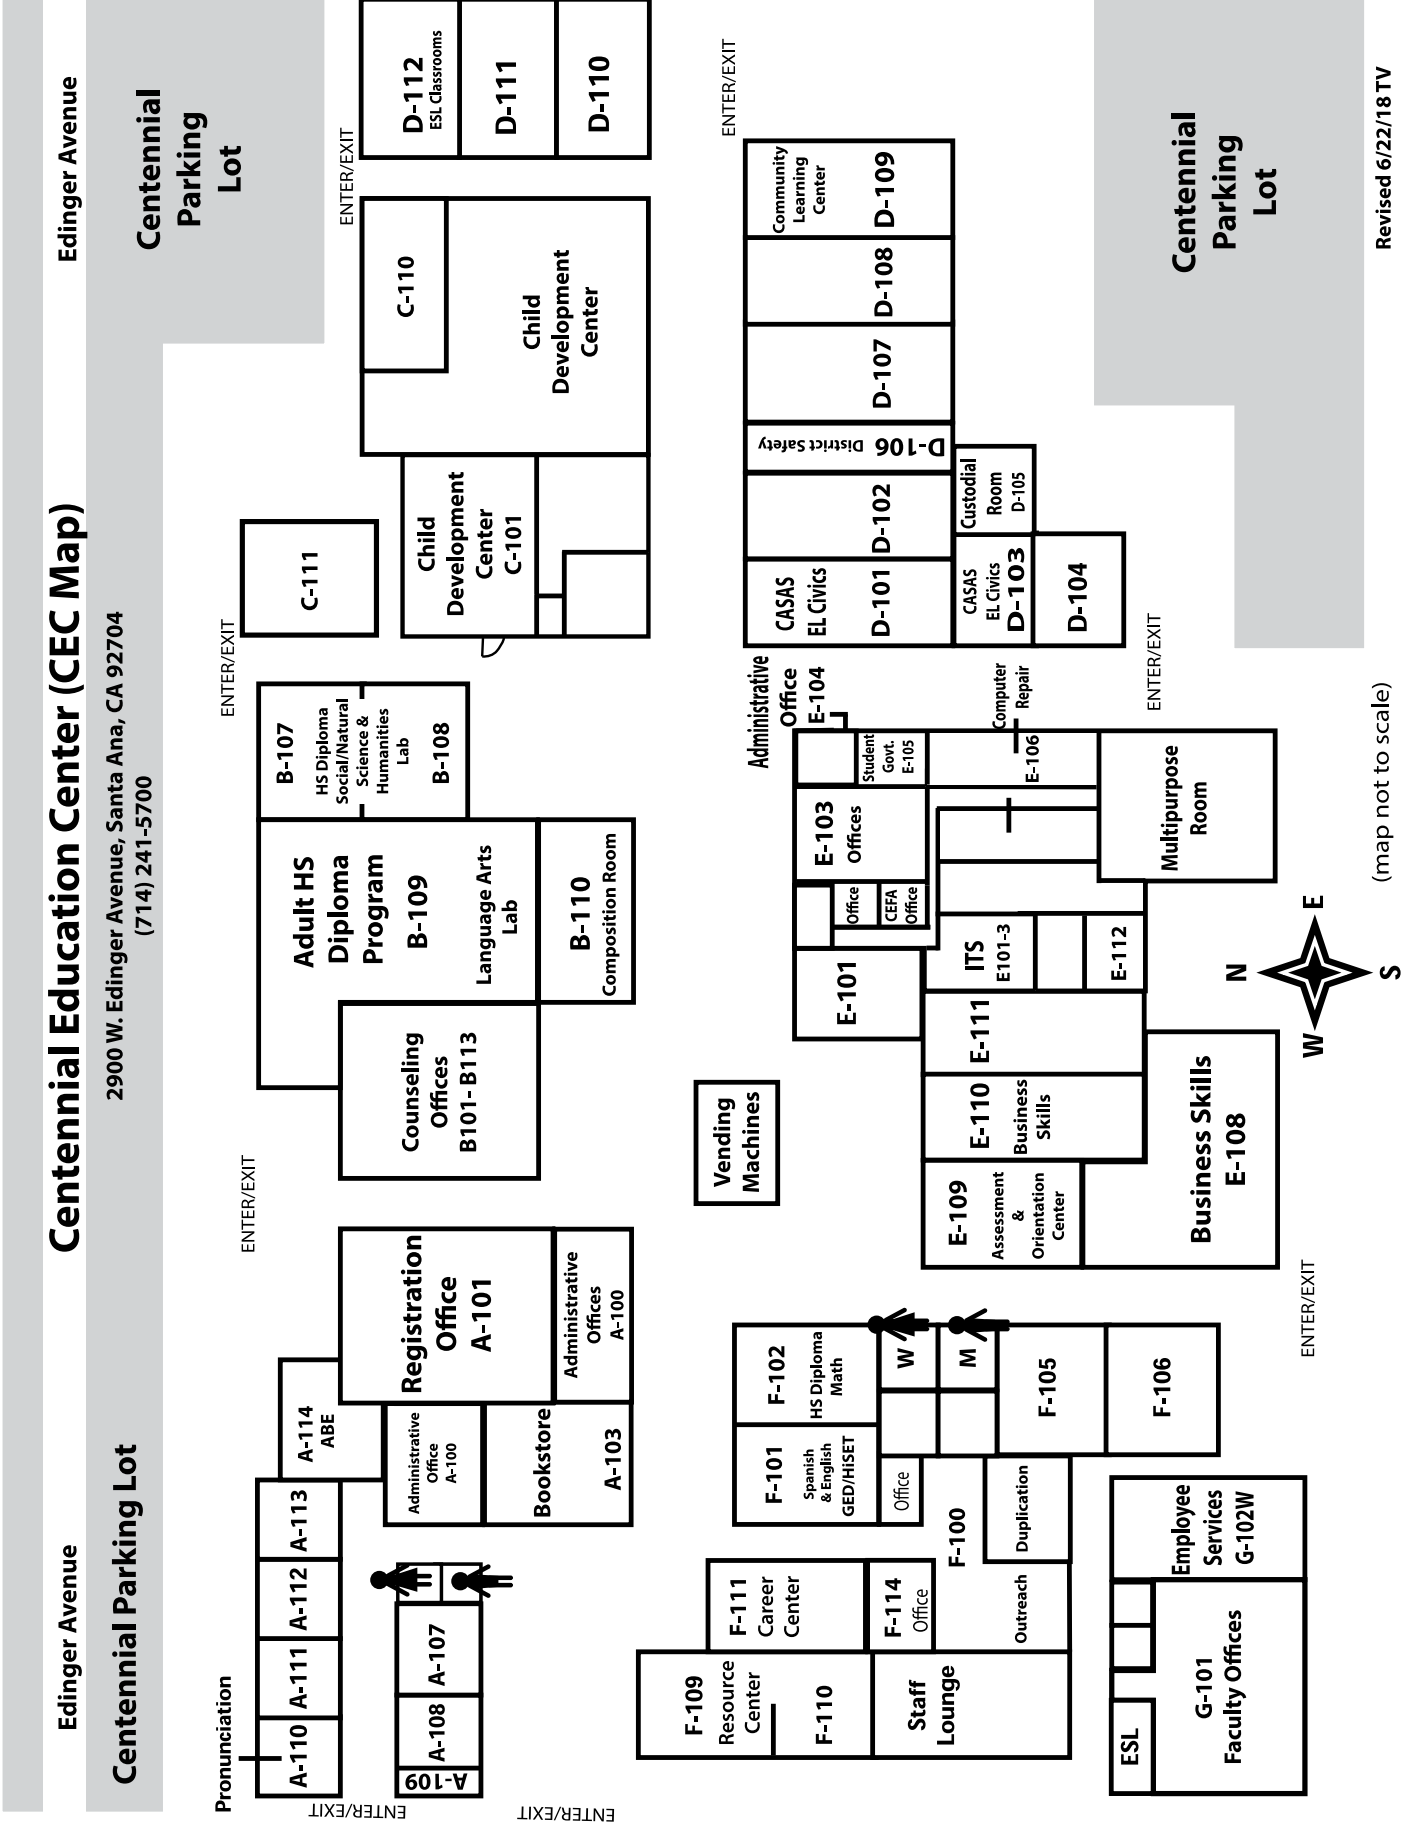 Edinger Avenue
Edinger Avenue
Centennial Education Center (CEC Map)
2900 W. Edinger Avenue, Santa Ana, CA 92704
(714) 241-5700
Centennial Parking Lot
Centennial
Parking
Lot
Pronunciation
A-110
A-111
A-112
A-113
A-114
ABE
ENTER/EXIT
ENTER/EXIT
A-109
A-108
A-107
Administrative
Office
A-100
Bookstore
A-103
Registration
Office
A-101
Administrative
Offices
A-100
ENTER/EXIT
Counseling
Offices
B101- B113
Adult HS
Diploma
Program
B-109
Language Arts
Lab
B-110
Composition Room
B-107
HS Diploma
Social/Natural
Science &
Humanities
Lab
B-108
ENTER/EXIT
C-111
Child
Development
Center
C-101
C-110
Child
Development
Center
ENTER/EXIT
D-112
ESL Classrooms
D-111
D-110
ENTER/EXIT
Vending
Machines
F-109
Resource
Center
F-110
Staff
Lounge
F-111
Career
Center
F-114
Office
Outreach
F-100
Duplication
F-101
Spanish
& English
GED/HiSET
Office
F-102
HS Diploma
Math
W
M
F-105
F-106
ESL
G-101
Faculty Offices
Employee
Services
G-102W
ENTER/EXIT
E-109
Assessment
&
Orientation
Center
E-110
Business
Skills
E-111
Business Skills
E-108
E-101
ITS
E101-3
E-112
Office
CEFA
Office
E-103
Offices
Student
Govt.
E-105
Administrative
Office
E-104
Computer
Repair
E-106
Multipurpose
Room
ENTER/EXIT
CASAS
EL Civics
D-101
D-102
District Safety
D-106
D-107
D-108
Community
Learning
Center
D-109
CASAS
EL Civics
D-103
Custodial
Room
D-105
D-104
Centennial
Parking
Lot
N
W
E
S
(map not to scale)
Revised 6/22/18 TV